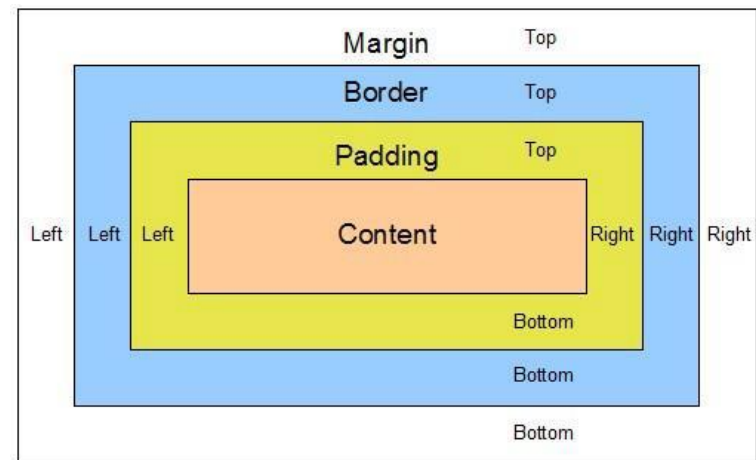 Margin Top
Border Top
Padding Top
Left Left Left Content Right Right Right
Bottom
Bottom
Bottom